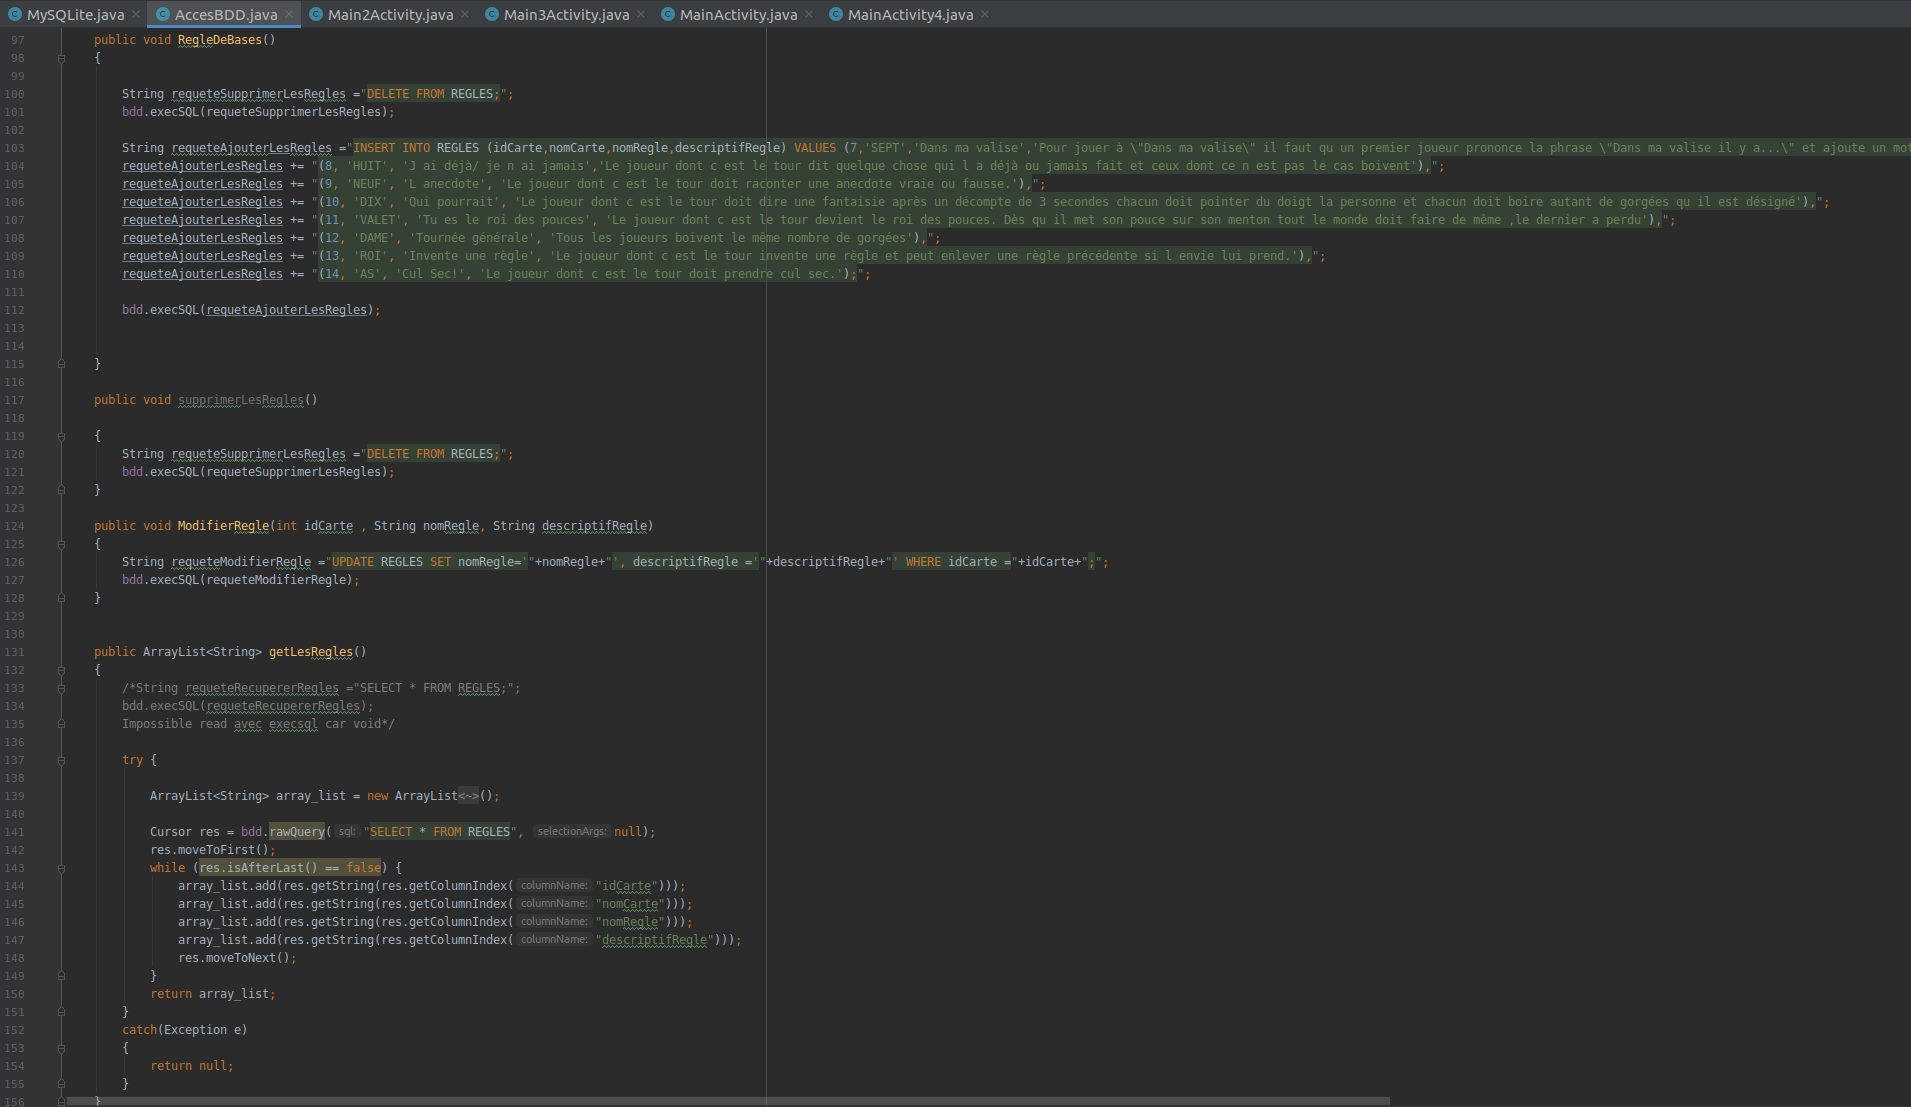 MySQLite.java AccesBDD.java Main2Activity.java Main3Activity.java MainActivity.java MainActivity4.java
97 public void RegleDeBases()
98 {
99
100 String requeteSupprimerLesRegles ="DELETE FROM REGLES;";
101 bdd.execSQL(requeteSupprimerLesRegles);
102
103 String requeteAjouterLesRegles ="INSERT INTO REGLES (idCarte,nomCarte,nomRegle,descriptifRegle) VALUES (7,'SEPT','Dans ma valise','Pour jouer à \"Dans ma valise\" il faut qu un premier joueur prononce la phrase \"Dans ma valise il y a...\" et ajoute un mot
104 requeteAjouterLesRegles += "(8, 'HUIT', 'J ai déjà/ je n ai jamais','Le joueur dont c est le tour dit quelque chose qui l a déjà ou jamais fait et ceux dont ce n est pas le cas boivent'),";
105 requeteAjouterLesRegles += "(9, 'NEUF', 'L anecdote', 'Le joueur dont c est le tour doit raconter une anecdote vraie ou fausse.'),";
106 requeteAjouterLesRegles += "(10, 'DIX', 'Qui pourrait', 'Le joueur dont c est le tour doit dire une fantaisie après un décompte de 3 secondes chacun doit pointer du doigt la personne et chacun doit boire autant de gorgées qu il est désigné'),";
107 requeteAjouterLesRegles += "(11, 'VALET', 'Tu es le roi des pouces', 'Le joueur dont c est le tour devient le roi des pouces. Dès qu il met son pouce sur son menton tout le monde doit faire de même ,le dernier a perdu'),";
108 requeteAjouterLesRegles += "(12, 'DAME', 'Tournée générale', 'Tous les joueurs boivent le même nombre de gorgées'),";
109 requeteAjouterLesRegles += "(13, 'ROI', 'Invente une règle', 'Le joueur dont c est le tour invente une règle et peut enlever une règle précédente si l envie lui prend.'),";
110 requeteAjouterLesRegles += "(14, 'AS', 'Cul Sec!', 'Le joueur dont c est le tour doit prendre cul sec.');";
111
112 bdd.execSQL(requeteAjouterLesRegles);
113
114
115 }
116
117 public void supprimerLesRegles()
118
119 {
120 String requeteSupprimerLesRegles ="DELETE FROM REGLES;";
121 bdd.execSQL(requeteSupprimerLesRegles);
122 }
123
124 public void ModifierRegle(int idCarte , String nomRegle, String descriptifRegle)
125 {
126 String requeteModifierRegle ="UPDATE REGLES SET nomRegle='"+nomRegle+"', descriptifRegle ='"+descriptifRegle+"' WHERE idCarte ="+idCarte+";";
127 bdd.execSQL(requeteModifierRegle);
128 }
129
130
131 public ArrayList<String> getLesRegles()
132 {
133 /*String requeteRecupererRegles ="SELECT * FROM REGLES;";
134 bdd.execSQL(requeteRecupererRegles);
135 Impossible read avec execsql car void*/
136
137 try {
138
139 ArrayList<String> array_list = new ArrayList<~>();
140
141 Cursor res = bdd.rawQuery( sql: "SELECT * FROM REGLES", selectionArgs: null);
142 res.moveToFirst();
143 while (res.isAfterLast() == false) {
144 array_list.add(res.getString(res.getColumnIndex( columnName: "idCarte")));
145 array_list.add(res.getString(res.getColumnIndex( columnName: "nomCarte")));
146 array_list.add(res.getString(res.getColumnIndex( columnName: "nomRegle")));
147 array_list.add(res.getString(res.getColumnIndex( columnName: "descriptifRegle")));
148 res.moveToNext();
149 }
150 return array_list;
151 }
152 catch(Exception e)
153 {
154 return null;
155 }
156 }